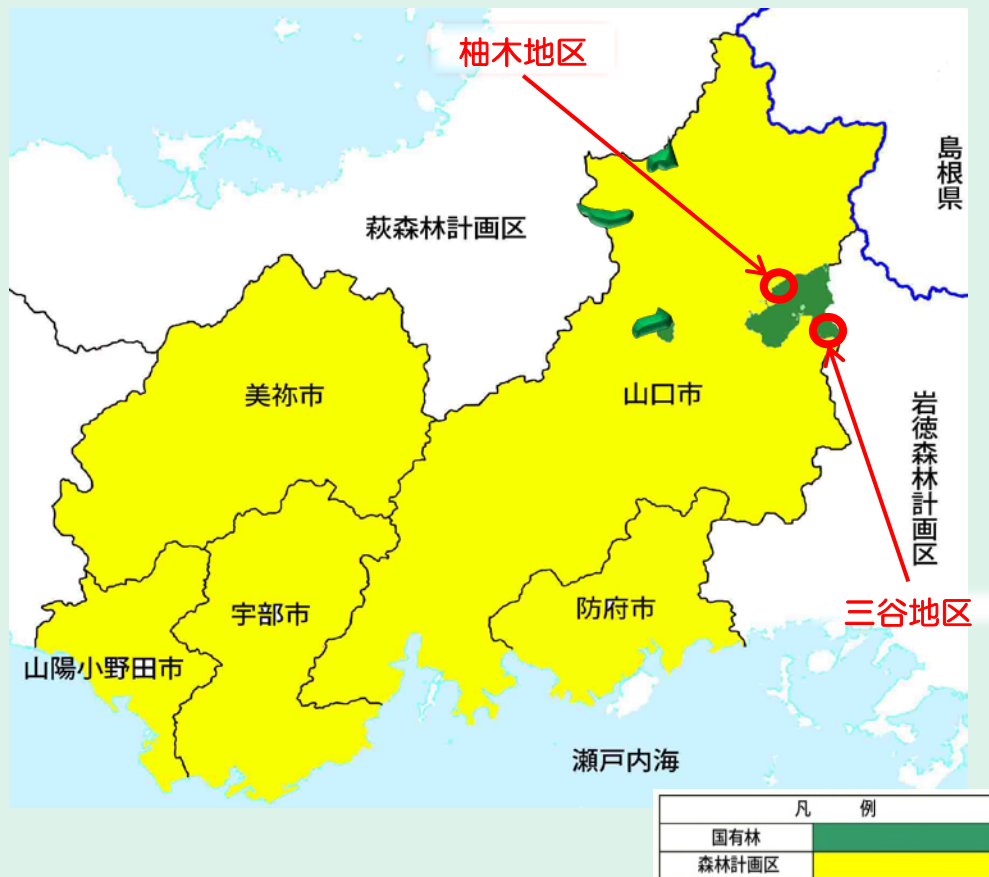 柚木地区
島根県
萩森林計画区
美祢市
山口市
岩徳森林計画区
宇部市
防府市
三谷地区
山陽小野田市
瀬戸内海
凡 例
国有林
森林計画区